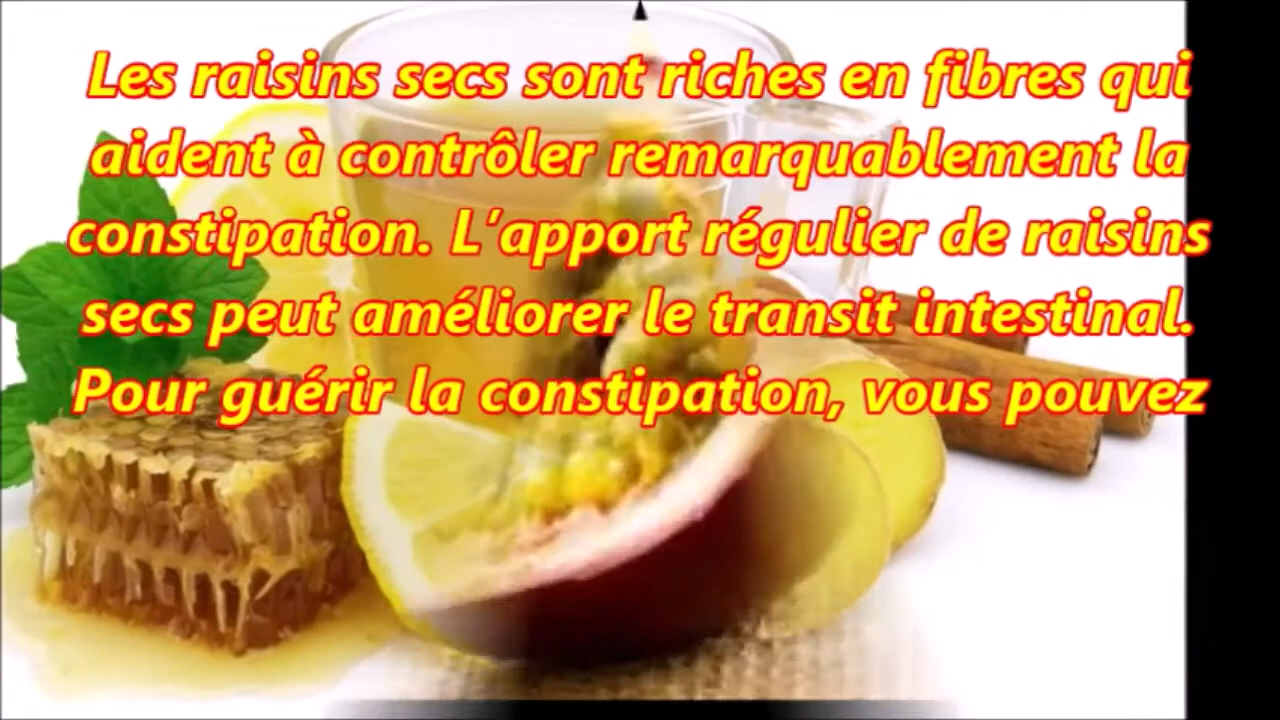 Les raisins secs sont riches en fibres qui
aident à contrôler remarquablement la
constipation. L'apport régulier de raisins
secs peut améliorer le transit intestinal.
Pour guérir la constipation, vous pouvez